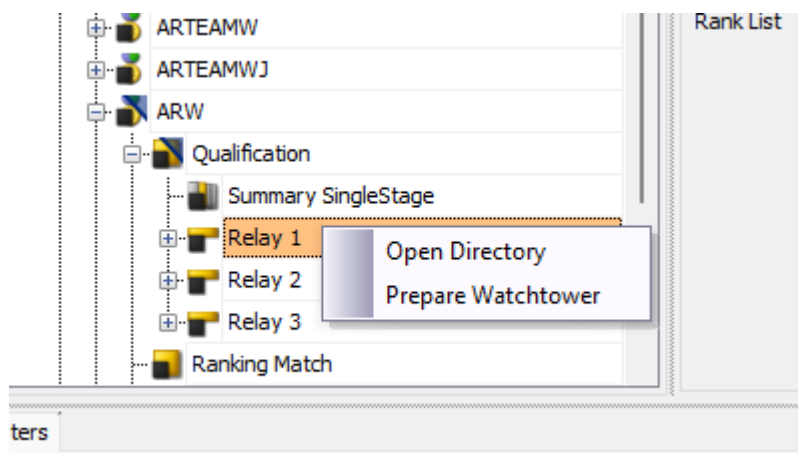 ARTEAMW
Rank List
ARTEAMWJ
ARW
Qualification
Summary SingleStage
Relay 1
Open Directory
Relay 2
Prepare Watchtower
Relay 3
Ranking Match
ters